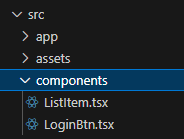 src
app
assets
components
ListItem.tsx
LoginBtn.tsx